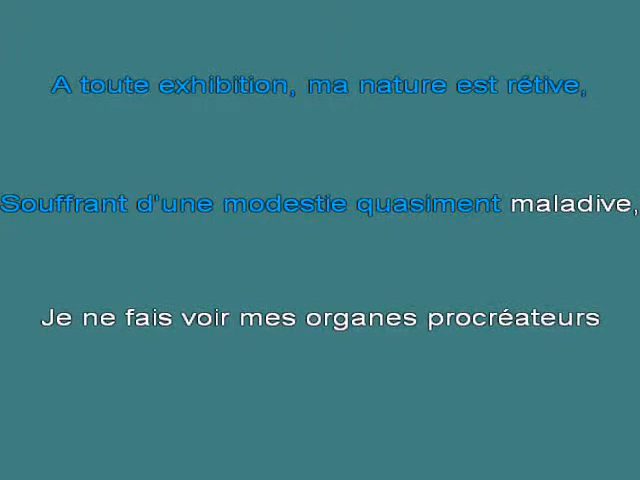 A toute exhibition, ma nature est rétive,
Souffrant d'une modestie quasiment maladive,
Je ne fais voir mes organes procréateurs